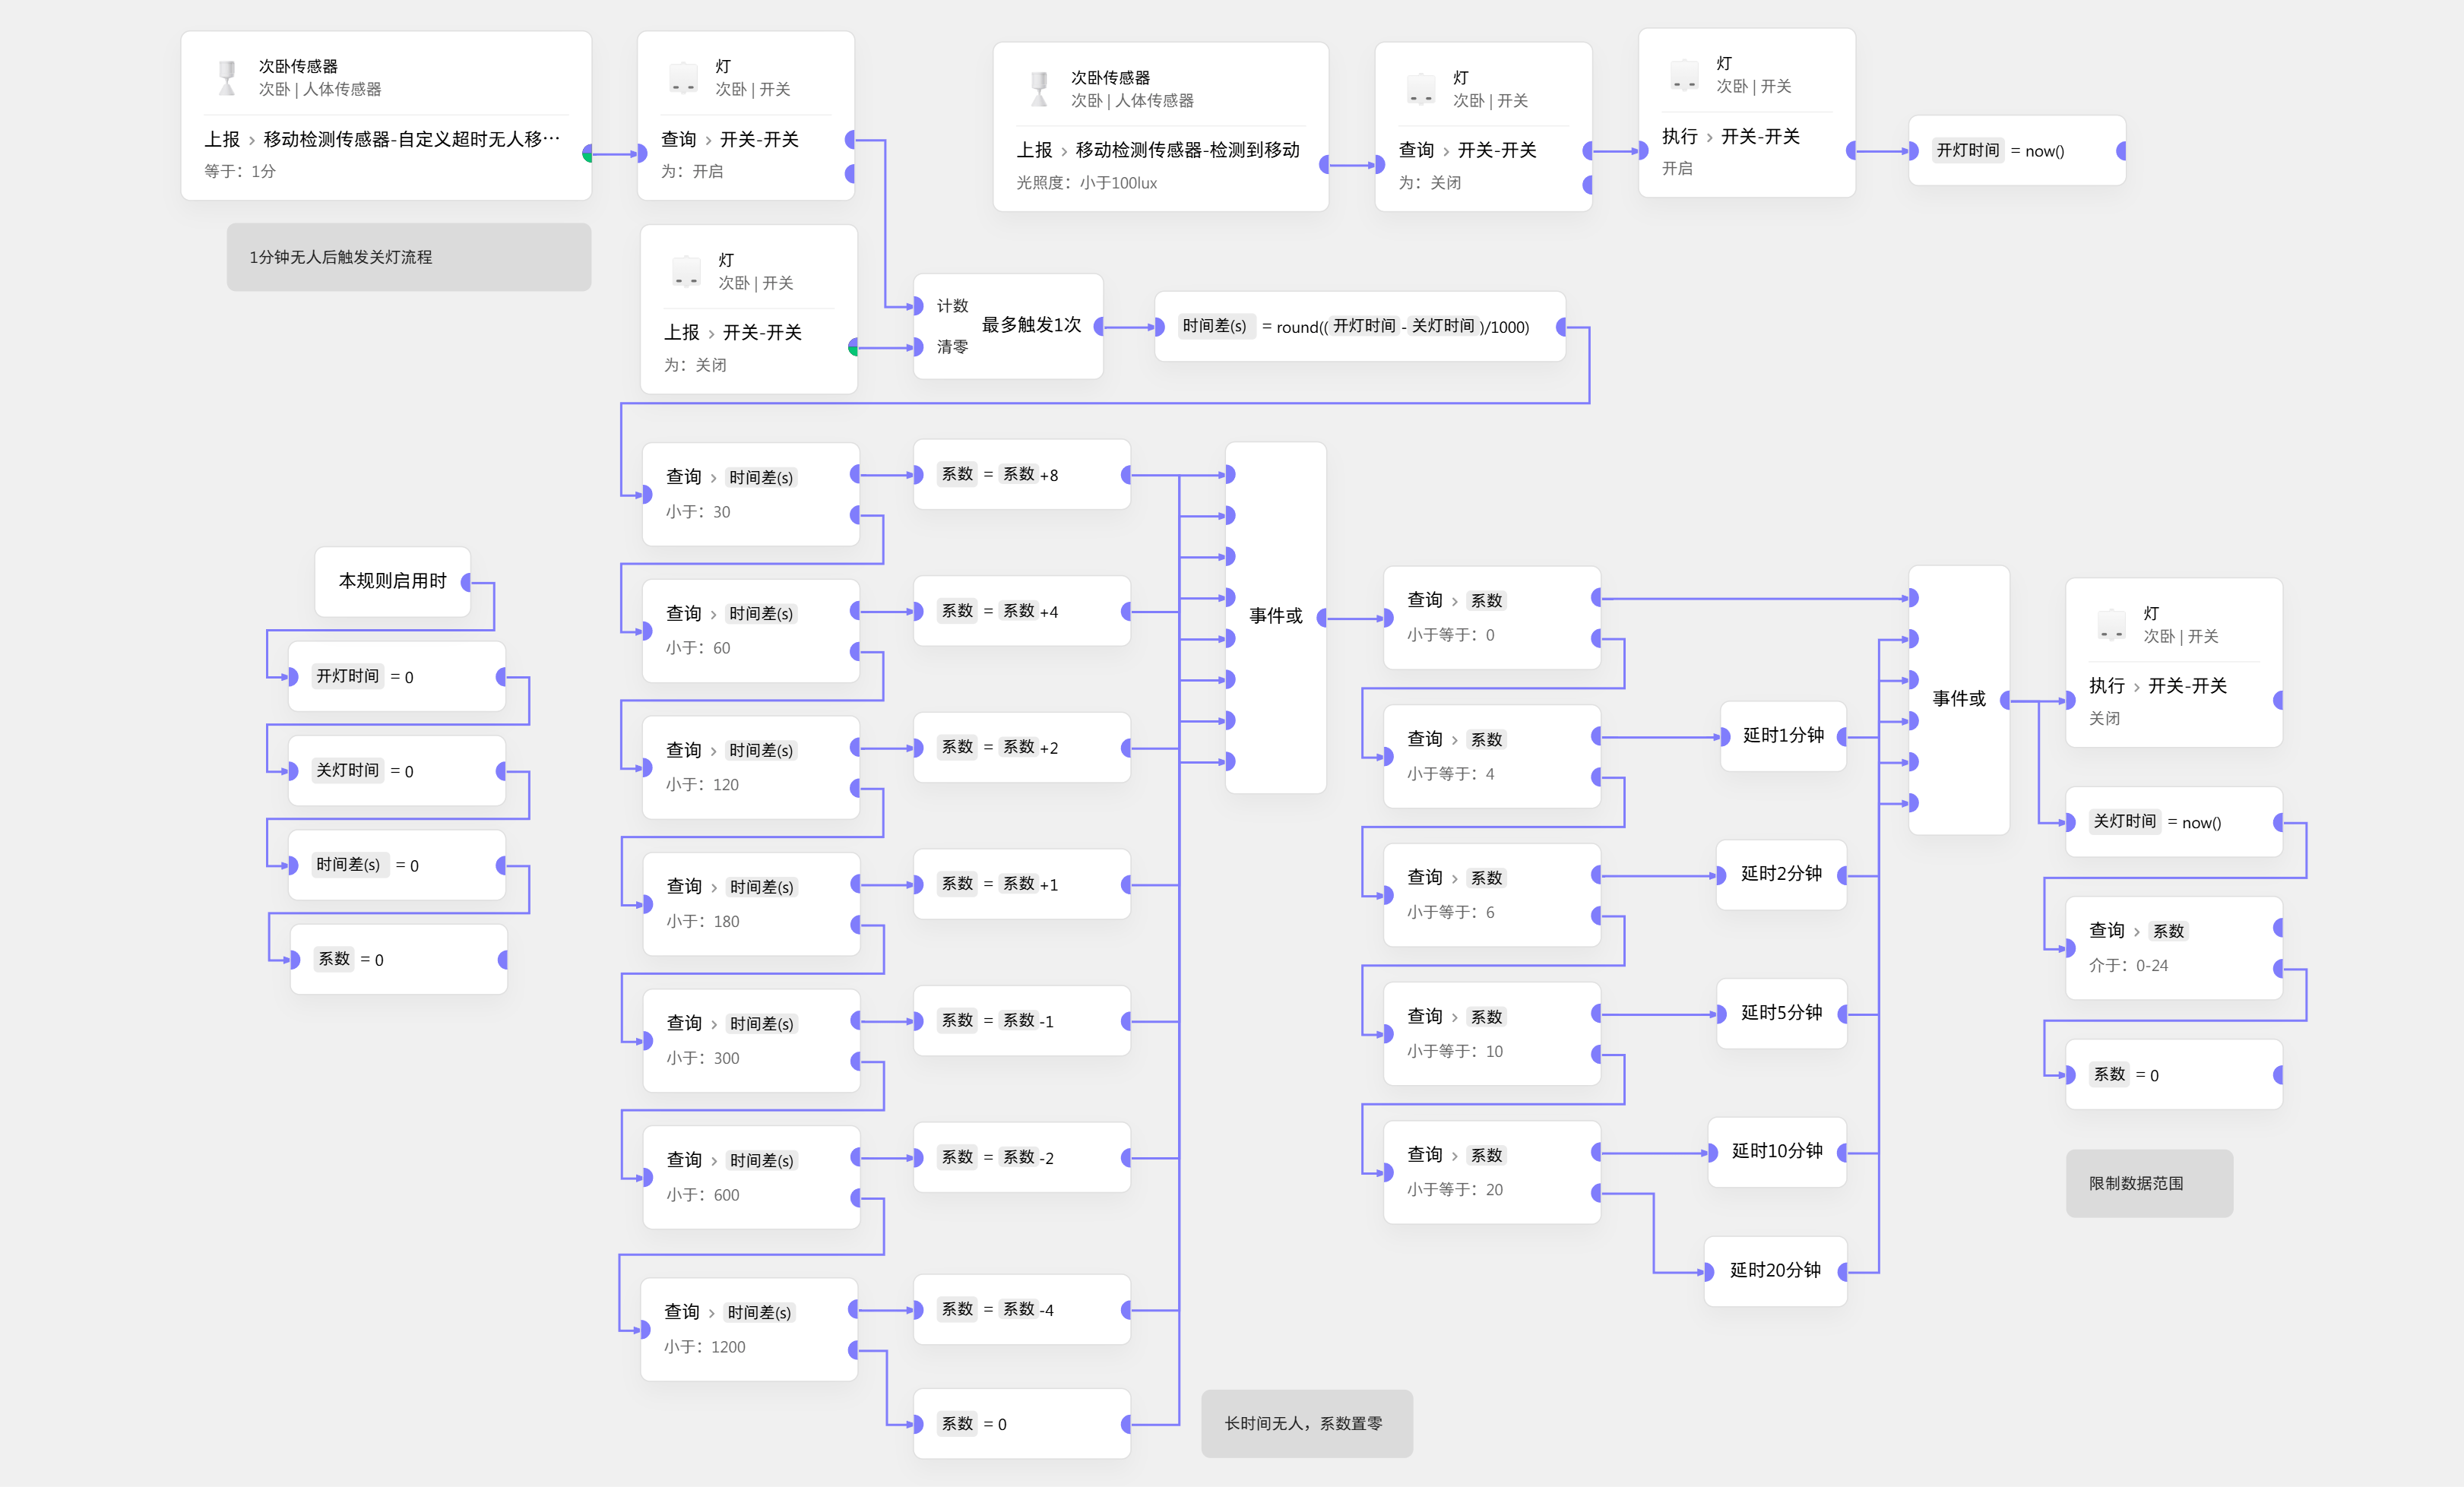 次卧传感器
次卧 | 人体传感器
上报 › 移动检测传感器-自定义超时无人移…
等于：1分
灯
次卧 | 开关
查询 › 开关-开关
为：开启
次卧传感器
次卧 | 人体传感器
上报 › 移动检测传感器-检测到移动
光照度：小于100lux
灯
次卧 | 开关
查询 › 开关-开关
为：关闭
灯
次卧 | 开关
执行 › 开关-开关
开启
开灯时间 = now()
1分钟无人后触发关灯流程
灯
次卧 | 开关
上报 › 开关-开关
为：关闭
计数
最多触发1次
清零
时间差(s) = round((开灯时间-关灯时间)/1000)
本规则启用时
开灯时间 = 0
关灯时间 = 0
时间差(s) = 0
系数 = 0
查询 › 时间差(s)
小于：30
系数 = 系数+8
查询 › 时间差(s)
小于：60
系数 = 系数+4
查询 › 时间差(s)
小于：120
系数 = 系数+2
查询 › 时间差(s)
小于：180
系数 = 系数+1
查询 › 时间差(s)
小于：300
系数 = 系数-1
查询 › 时间差(s)
小于：600
系数 = 系数-2
查询 › 时间差(s)
小于：1200
系数 = 系数-4
系数 = 0
长时间无人，系数置零
事件或
查询 › 系数
小于等于：0
查询 › 系数
小于等于：4
延时1分钟
查询 › 系数
小于等于：6
延时2分钟
查询 › 系数
小于等于：10
延时5分钟
查询 › 系数
小于等于：20
延时10分钟
延时20分钟
事件或
灯
次卧 | 开关
执行 › 开关-开关
关闭
关灯时间 = now()
查询 › 系数
介于：0-24
系数 = 0
限制数据范围